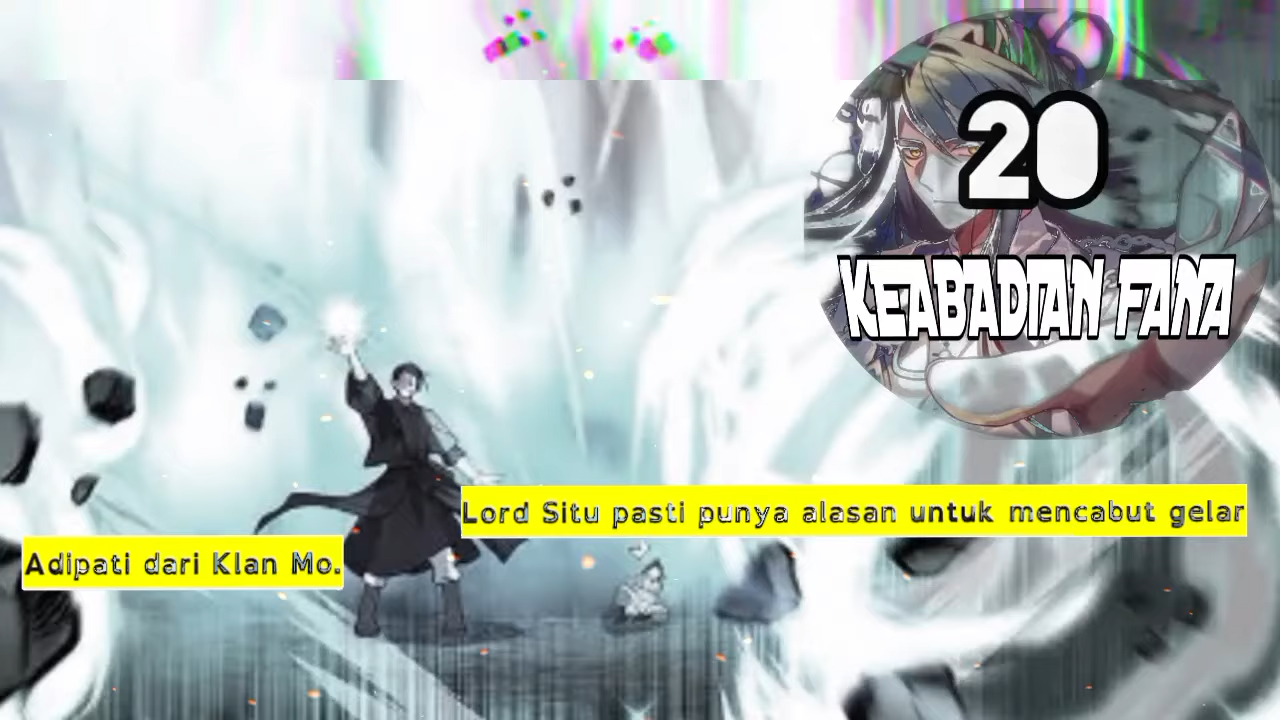 20
KEABADIAN FANA
Lord Situ pasti punya alasan untuk mencabut gelar
Adipati dari Klan Mo.